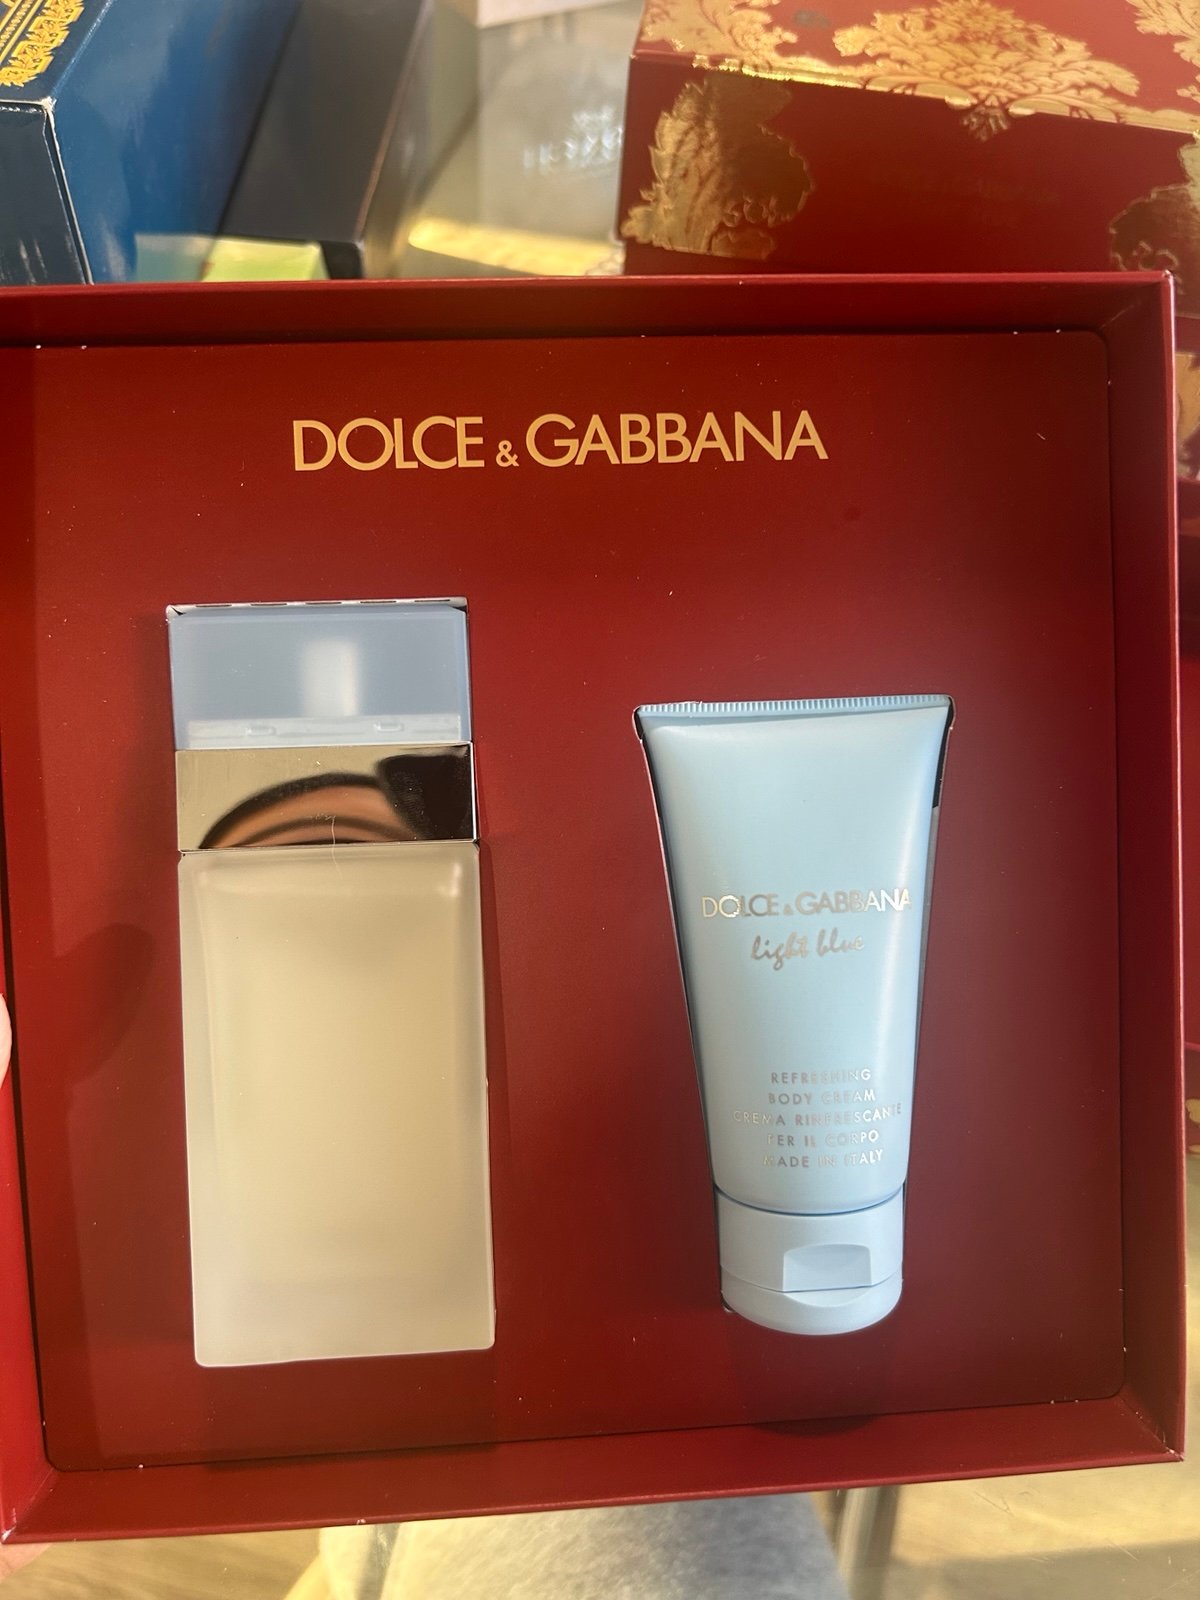 DOLCE & GABBANA
DOLCE & GABBANA
light blue
REFRESHING
BODY CREAM
CREMA RINFRESCANTE
PER IL CORPO
MADE IN ITALY